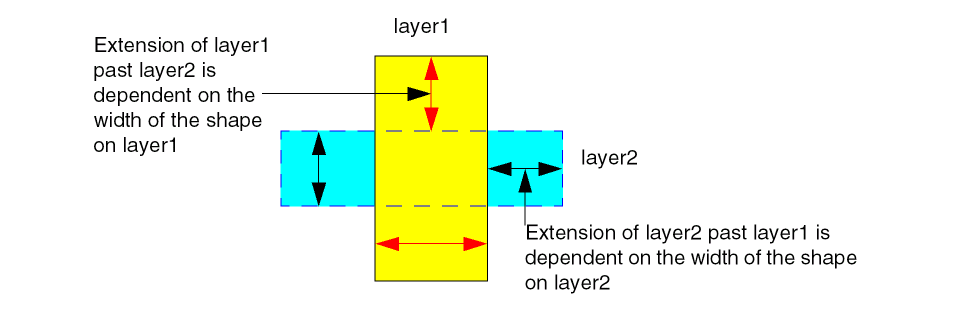 layer1
Extension of layer1
past layer2 is
dependent on the
width of the shape
on layer1
layer2
Extension of layer2 past layer1 is
dependent on the width of the shape
on layer2